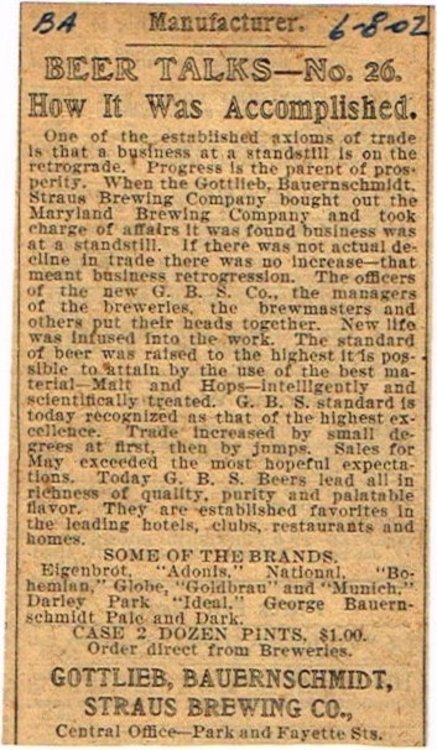 BA Manufacturer. 6-8-02
BEER TALKS—No. 26.
How It Was Accomplished.
One of the established axioms of trade
is that a business at a standstill is on the
retrograde. Progress is the parent of pros-
perity. When the Gottlieb, Bauernschmidt,
Straus Brewing Company bought out the
Maryland Brewing Company and took
charge of affairs it was found business was
at a standstill. If there was not actual de-
cline in trade there was no increase—that
meant business retrogression. The officers
of the new G. B. S. Co., the managers
of the breweries, the brewmasters and
others put their heads together. New life
was infused into the work. The standard
of beer was raised to the highest it is pos-
sible to attain by the use of the best ma-
terial—Malt and Hops—intelligently and
scientifically treated. G. B. S. standard is
today recognized as that of the highest ex-
cellence. Trade increased by small de-
grees at first, then by jumps. Sales for
May exceeded the most hopeful expecta-
tions. Today G. B. S. Beers lead all in
richness of quality, purity and palatable
flavor. They are established favorites in
the leading hotels, clubs, restaurants and
homes.
SOME OF THE BRANDS.
Eigenbrot, "Adonis," National, "Bo-
hemian," Globe, "Goldbrau" and "Munich,"
Darley Park "Ideal," George Bauern-
schmidt Pale and Dark.
CASE 2 DOZEN PINTS, $1.00.
Order direct from Breweries.
GOTTLIEB, BAUERNSCHMIDT,
STRAUS BREWING CO.,
Central Office—Park and Fayette Sts.